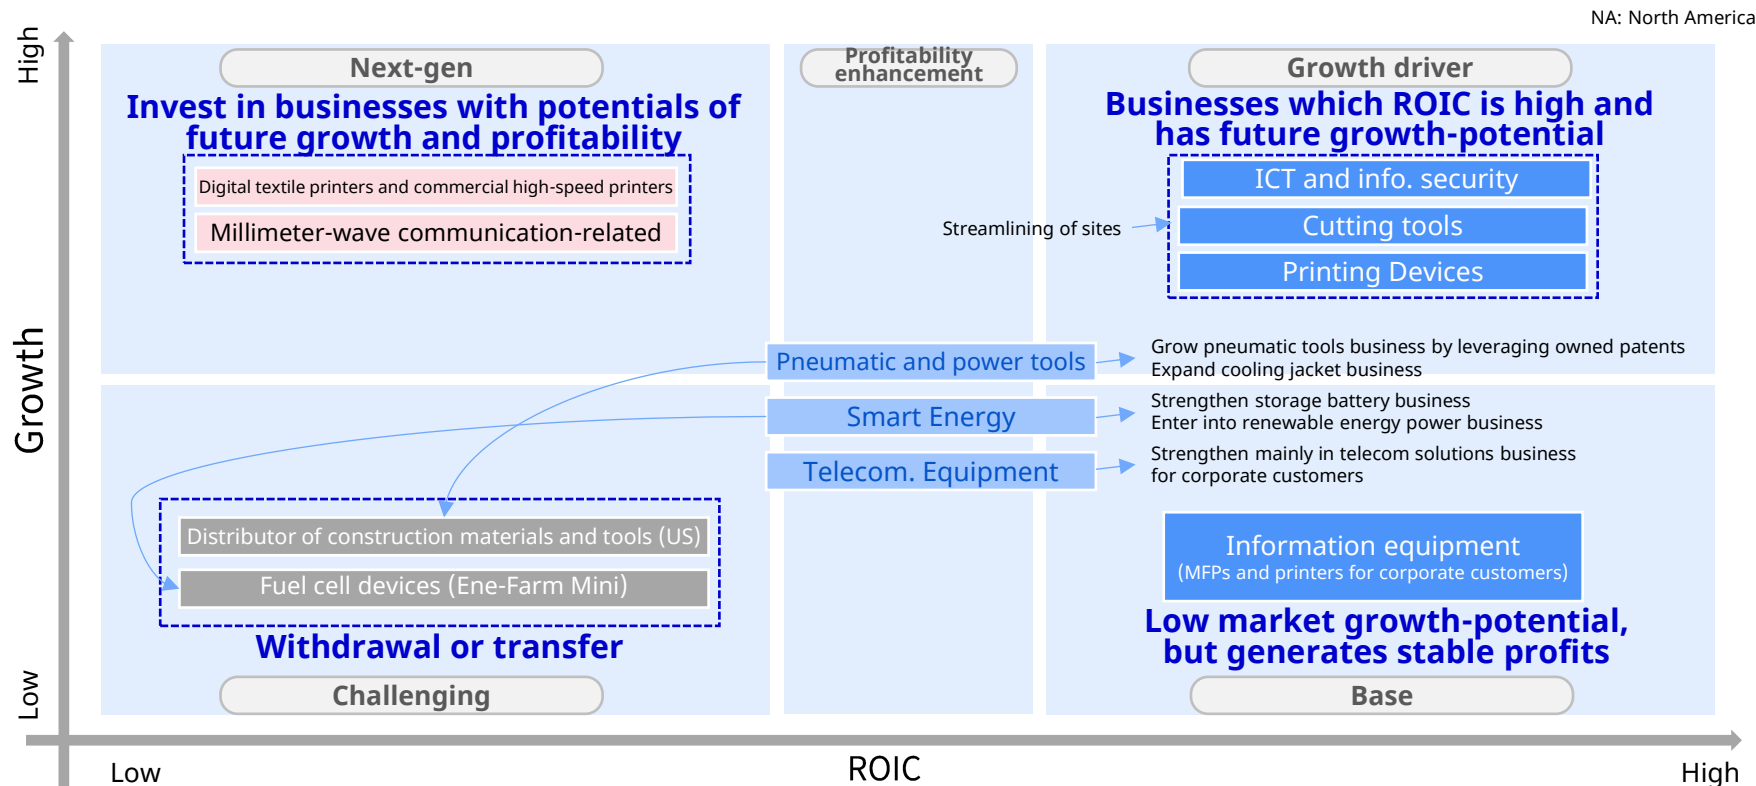 NA: North America
High
Next-gen
Profitability
enhancement
Growth driver
Invest in businesses with potentials of
future growth and profitability
Businesses which ROIC is high and
has future growth-potential
Digital textile printers and commercial high-speed printers
Millimeter-wave communication-related
ICT and info. security
Streamlining of sites
Cutting tools
Printing Devices
Growth
Pneumatic and power tools
Grow pneumatic tools business by leveraging owned patents
Expand cooling jacket business
Smart Energy
Strengthen storage battery business
Enter into renewable energy power business
Telecom. Equipment
Strengthen mainly in telecom solutions business
for corporate customers
Distributor of construction materials and tools (US)
Fuel cell devices (Ene-Farm Mini)
Information equipment
(MFPs and printers for corporate customers)
Withdrawal or transfer
Low market growth-potential,
but generates stable profits
Challenging
Base
Low
Low
ROIC
High